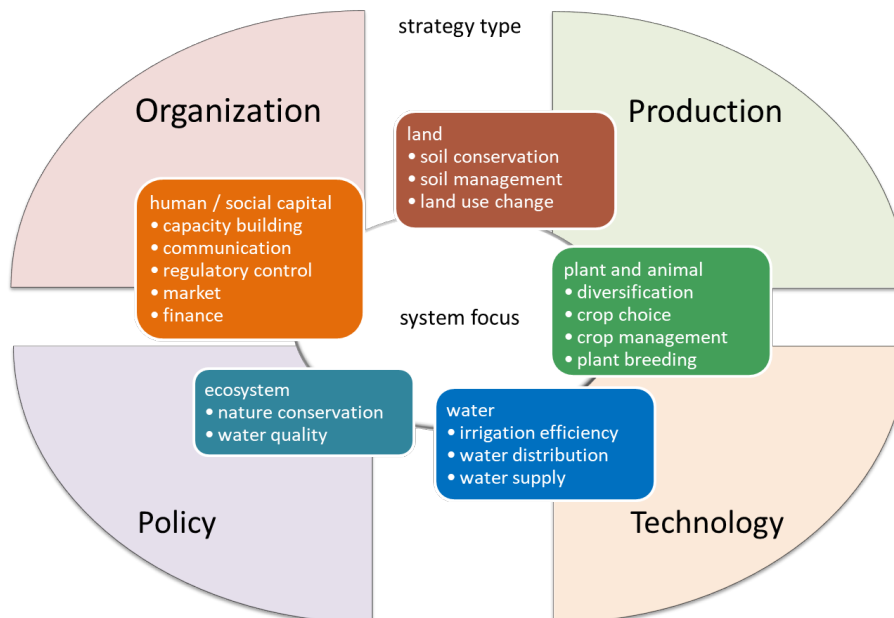 strategy type
Organization
Production
land
• soil conservation
• soil management
• land use change
human / social capital
• capacity building
• communication
• regulatory control
• market
• finance
plant and animal
• diversification
• crop choice
• crop management
• plant breeding
system focus
ecosystem
• nature conservation
• water quality
water
• irrigation efficiency
• water distribution
• water supply
Policy
Technology